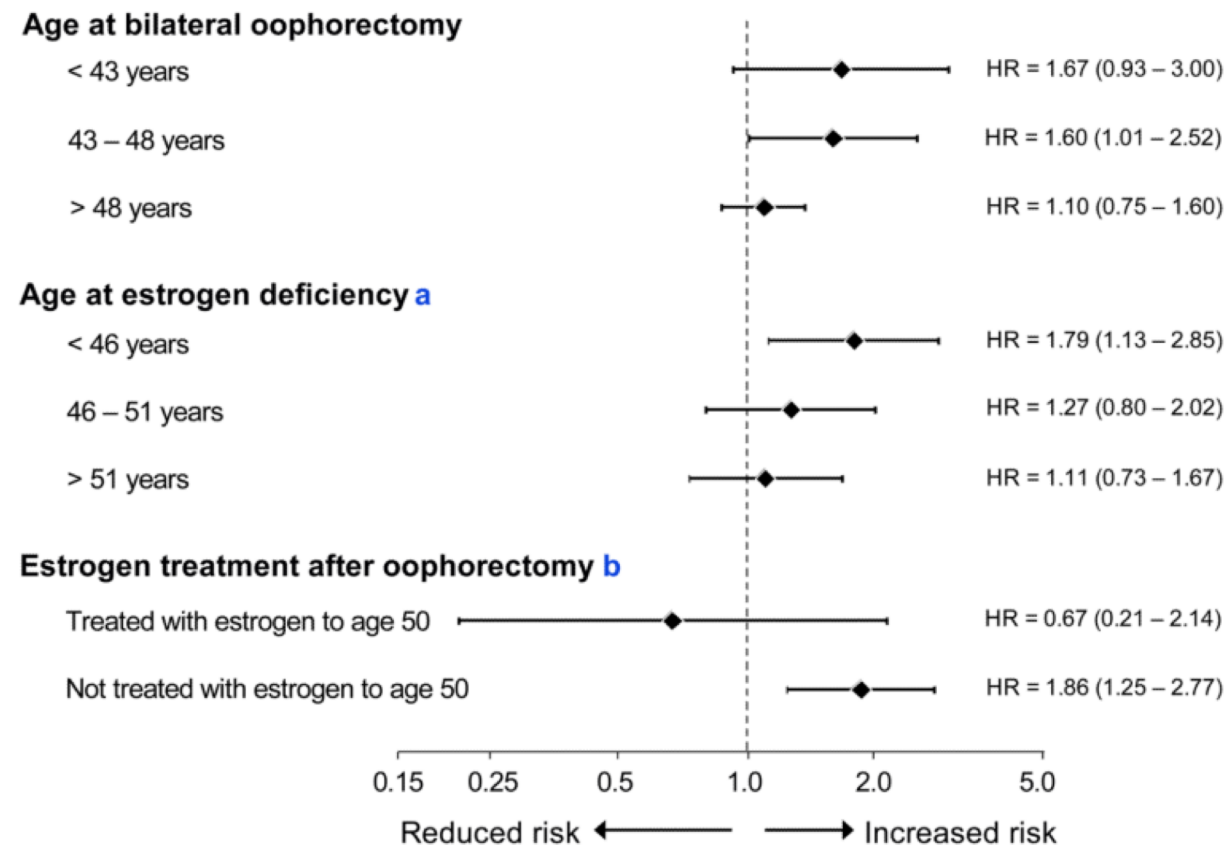 Age at bilateral oophorectomy
< 43 years HR = 1.67 (0.93 – 3.00)
43 – 48 years HR = 1.60 (1.01 – 2.52)
> 48 years HR = 1.10 (0.75 – 1.60)
Age at estrogen deficiency a
< 46 years HR = 1.79 (1.13 – 2.85)
46 – 51 years HR = 1.27 (0.80 – 2.02)
> 51 years HR = 1.11 (0.73 – 1.67)
Estrogen treatment after oophorectomy b
Treated with estrogen to age 50 HR = 0.67 (0.21 – 2.14)
Not treated with estrogen to age 50 HR = 1.86 (1.25 – 2.77)
0.15 0.25 0.5 1.0 2.0 5.0
Reduced risk Increased risk